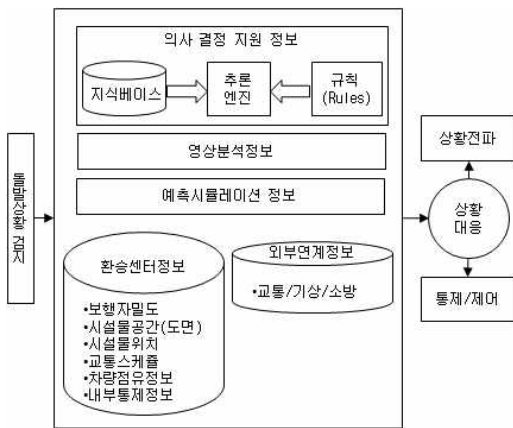 의사 결정 지원 정보
지식베이스
추론
엔진
규칙
(Rules)
영상분석정보
예측시뮬레이션 정보
돌발상황 검지
환승센터정보
•보행자밀도
•시설물공간(도면)
•시설물위치
•교통스케쥴
•차량점유정보
•내부통제정보
외부연계정보
•교통/기상/소방
상황전파
상황
대응
통제/제어